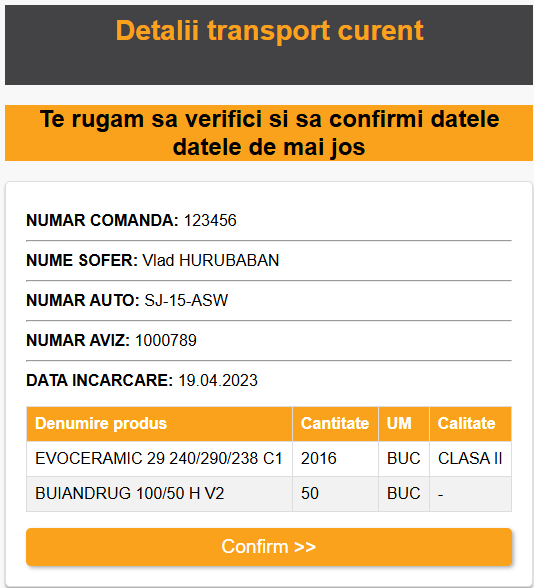 Detalii transport curent
Te rugam sa verifici si sa confirmi datele
datele de mai jos
NUMAR COMANDA: 123456
NUME SOFER: Vlad HURUBABAN
NUMAR AUTO: SJ-15-ASW
NUMAR AVIZ: 1000789
DATA INCARCARE: 19.04.2023
Denumire produs Cantitate UM Calitate
EVOCERAMIC 29 240/290/238 C1 2016 BUC CLASA II
BUIANDRUG 100/50 H V2 50 BUC -
Confirm >>